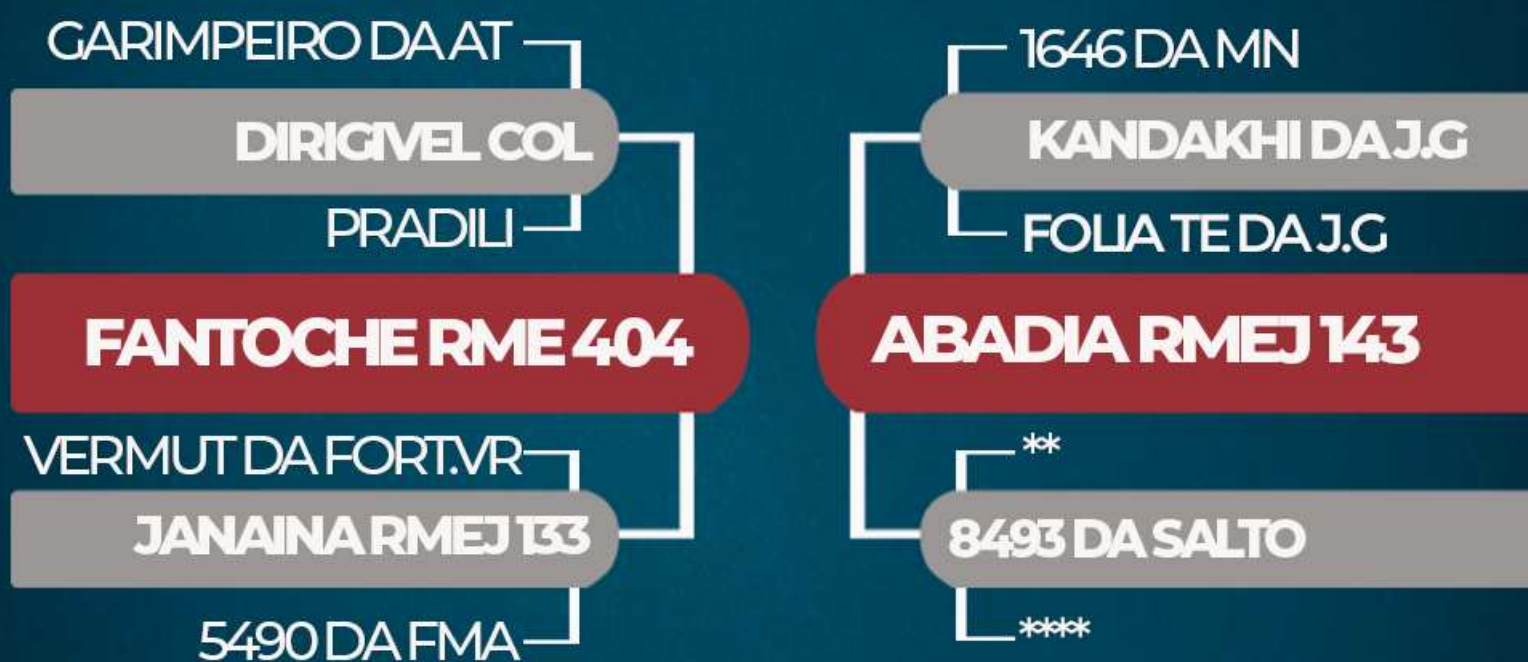 GARIMPEIRO DA AT
DIRIGIVEL COL
PRADILI
FANTOCHE RME 404
VERMUT DA FORT.VR
JANAINA RMEJ 133
5490 DA FMA
1646 DA MN
KANDAKHI DA J.G
FOLIA TE DA J.G
ABADIA RMEJ 143
**
8493 DA SALTO
****